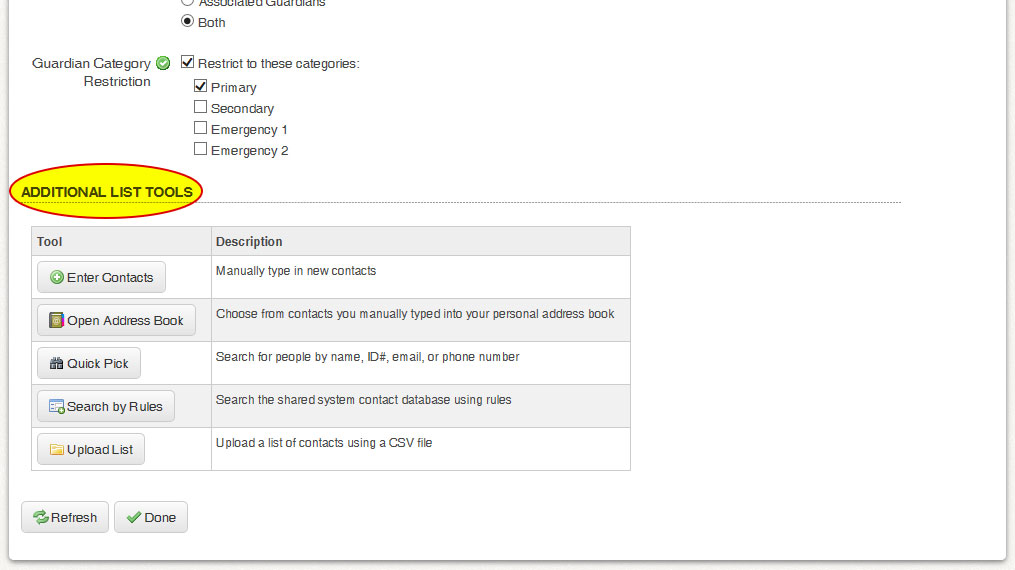 Associated Guardians
Both
Guardian Category
Restriction
Restrict to these categories:
Primary
Secondary
Emergency 1
Emergency 2
ADDITIONAL LIST TOOLS
Tool Description
Enter Contacts Manually type in new contacts
Open Address Book Choose from contacts you manually typed into your personal address book
Quick Pick Search for people by name, ID#, email, or phone number
Search by Rules Search the shared system contact database using rules
Upload List Upload a list of contacts using a CSV file
Refresh Done